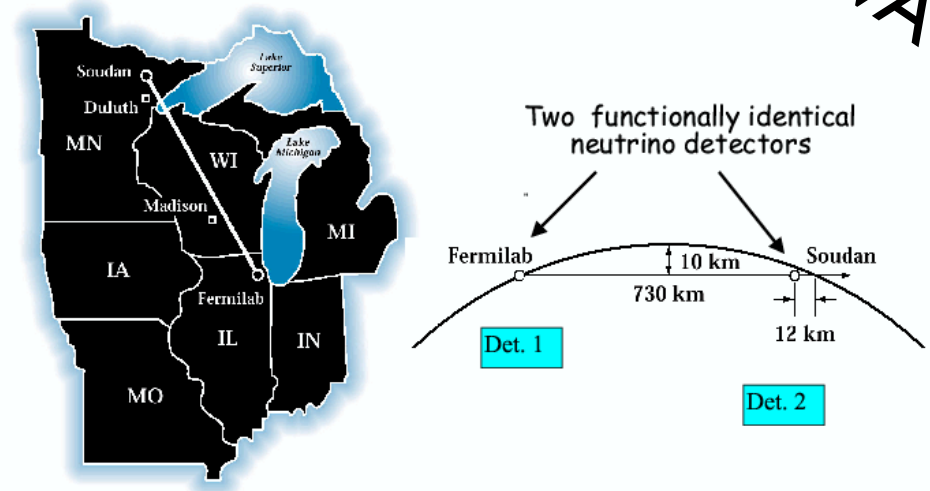 Lake
Superior
Soudan
Duluth
MN
WI
Lake
Michigan
Madison
MI
IA
Fermilab
IL
IN
MO
Two functionally identical
neutrino detectors
Fermilab
Soudan
10 km
730 km
12 km
Det. 1
Det. 2